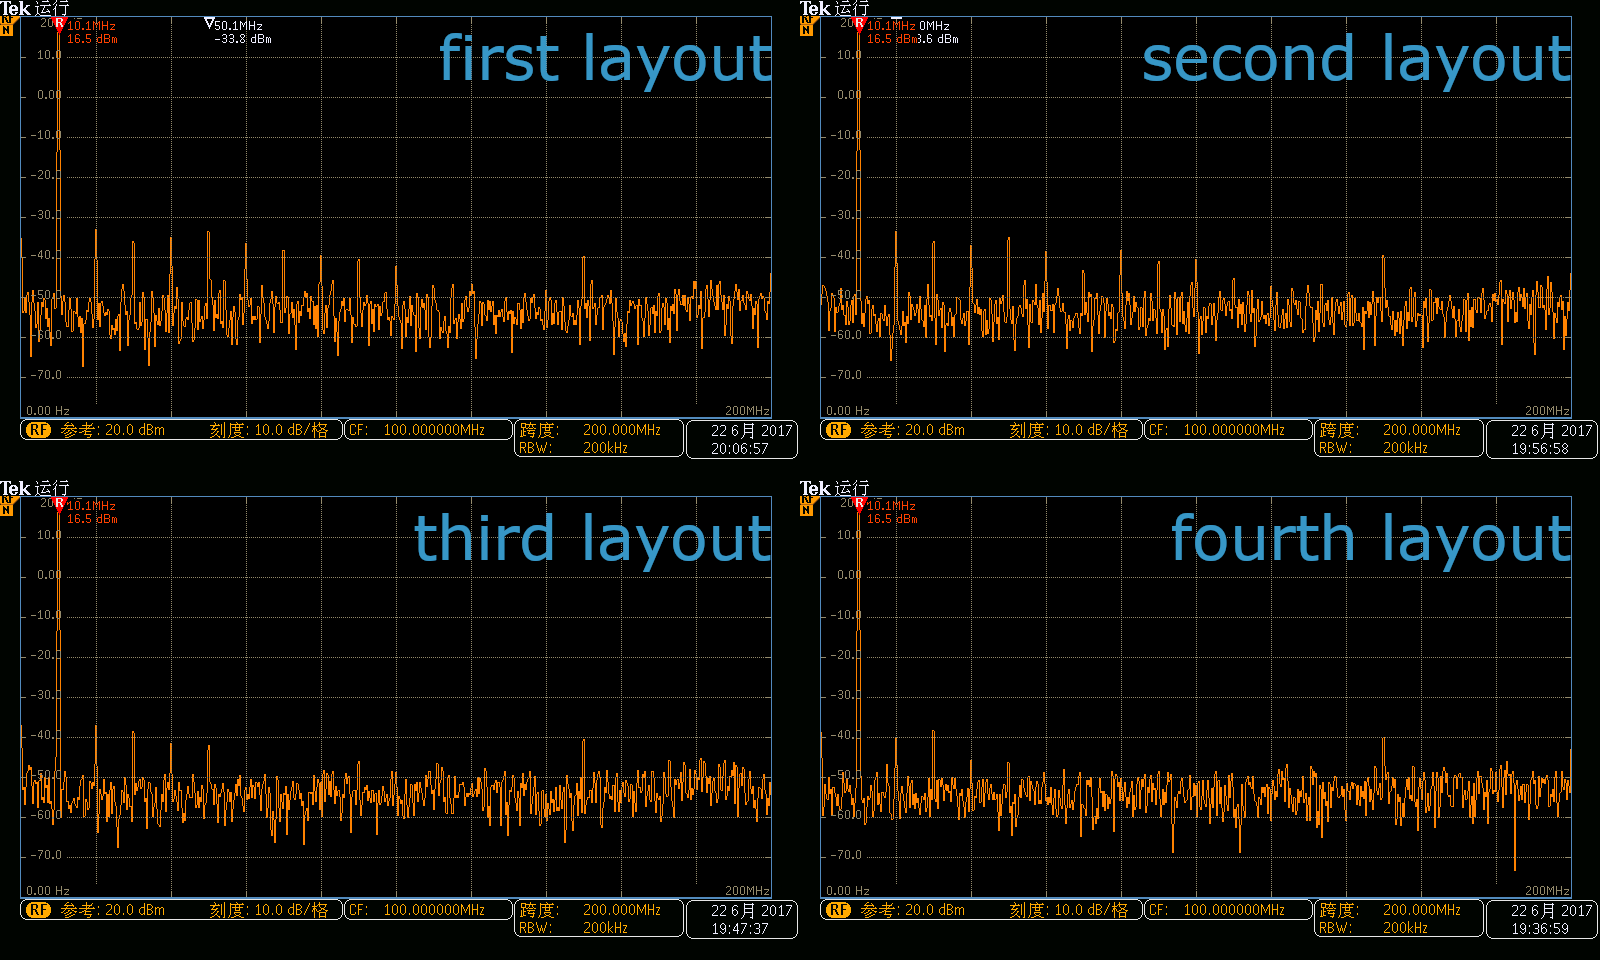 Tek 运行
first layout
10.1MHz
16.5 dBm
50.1MHz
-33.8 dBm
20
10.0
0.00
-10.0
-20.0
-30.0
-40.0
-50.0
-60.0
-70.0
0.00 Hz
200MHz
RF 参考: 20.0 dBm 刻度: 10.0 dB/格 CF: 100.000000MHz 跨度: 200.000MHz
RBW: 200kHz
22 6月 2017
20:06:57
Tek 运行
second layout
10.1MHz 0MHz
16.5 dBm 3.6 dBm
20
10.0
0.00
-10.0
-20.0
-30.0
-40.0
-50.0
-60.0
-70.0
0.00 Hz
200MHz
RF 参考: 20.0 dBm 刻度: 10.0 dB/格 CF: 100.000000MHz 跨度: 200.000MHz
RBW: 200kHz
22 6月 2017
19:56:58
Tek 运行
third layout
10.1MHz
16.5 dBm
20
10.0
0.00
-10.0
-20.0
-30.0
-40.0
-50.0
-60.0
-70.0
0.00 Hz
200MHz
RF 参考: 20.0 dBm 刻度: 10.0 dB/格 CF: 100.000000MHz 跨度: 200.000MHz
RBW: 200kHz
22 6月 2017
19:47:37
Tek 运行
fourth layout
10.1MHz
16.5 dBm
20
10.0
0.00
-10.0
-20.0
-30.0
-40.0
-50.0
-60.0
-70.0
0.00 Hz
200MHz
RF 参考: 20.0 dBm 刻度: 10.0 dB/格 CF: 100.000000MHz 跨度: 200.000MHz
RBW: 200kHz
22 6月 2017
19:36:59